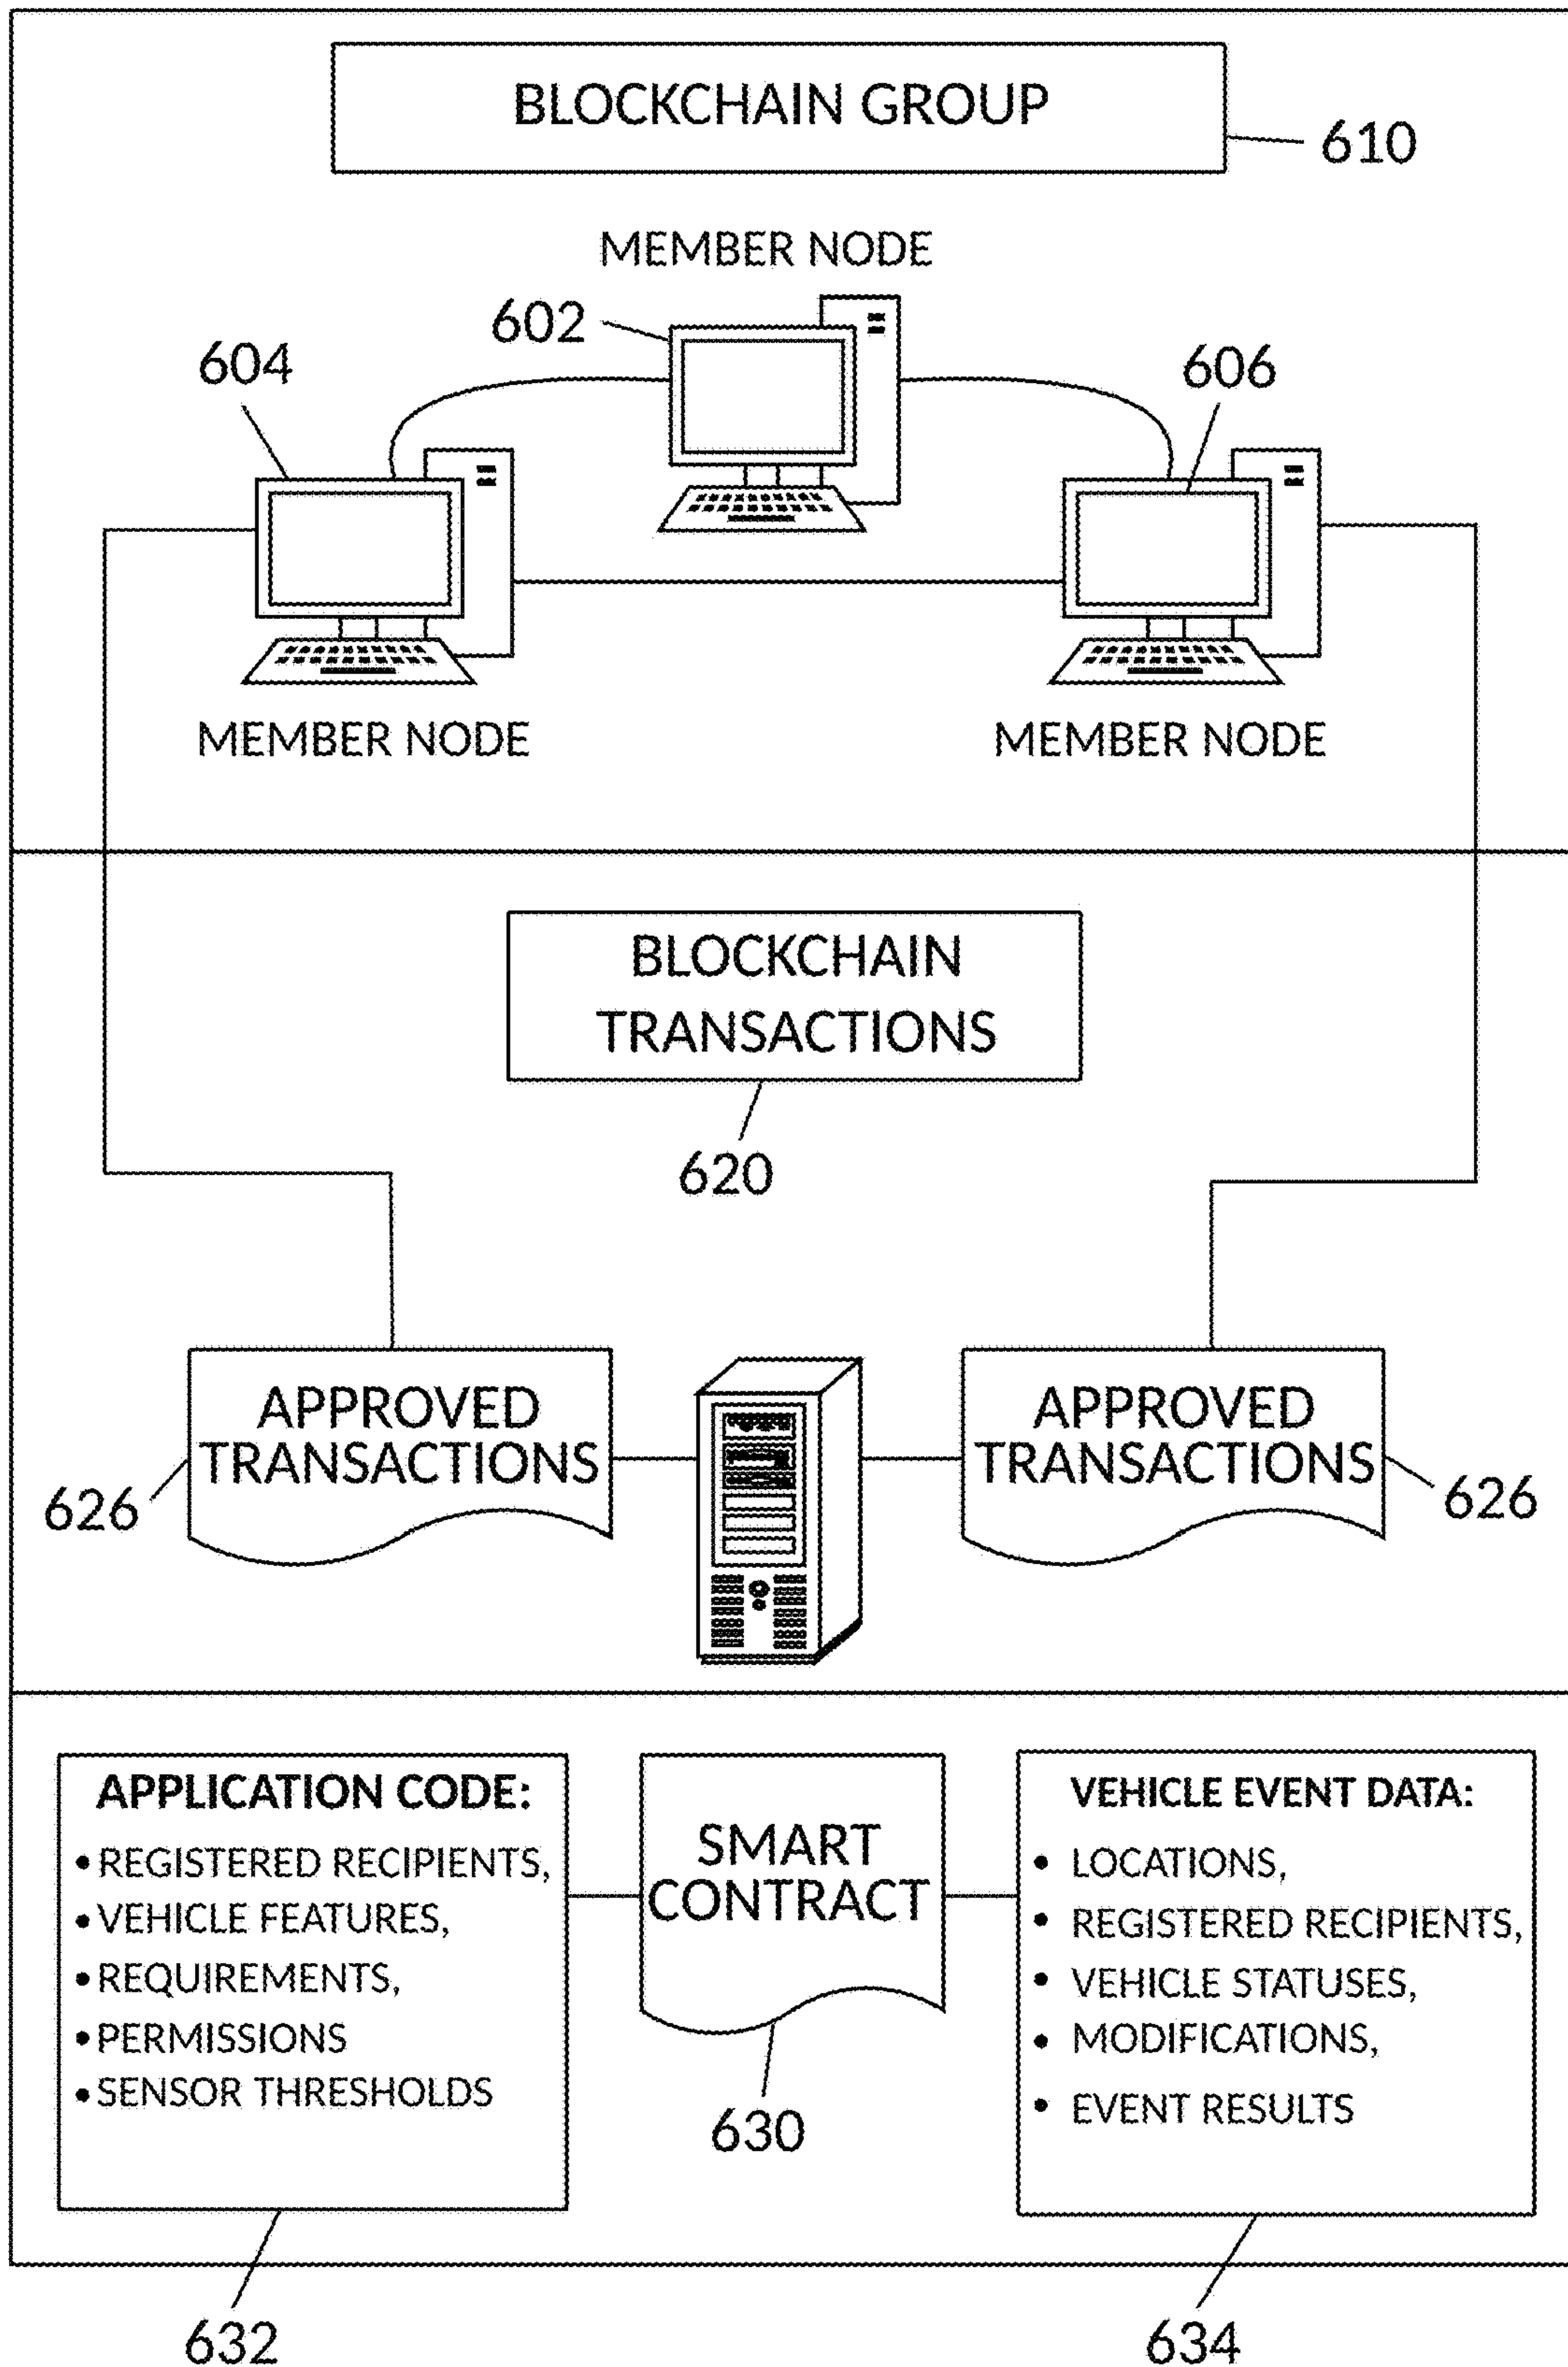 BLOCKCHAIN GROUP
610
MEMBER NODE
602
604
606
MEMBER NODE
MEMBER NODE
BLOCKCHAIN
TRANSACTIONS
620
APPROVED
TRANSACTIONS
626
APPROVED
TRANSACTIONS
626
APPLICATION CODE:
• REGISTERED RECIPIENTS,
• VEHICLE FEATURES,
• REQUIREMENTS,
• PERMISSIONS
• SENSOR THRESHOLDS
632
SMART
CONTRACT
630
VEHICLE EVENT DATA:
• LOCATIONS,
• REGISTERED RECIPIENTS,
• VEHICLE STATUSES,
• MODIFICATIONS,
• EVENT RESULTS
634